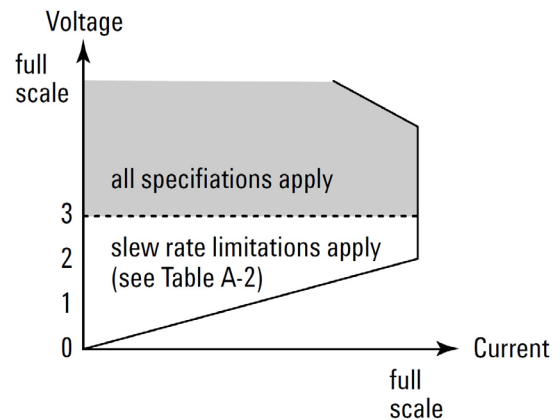 Voltage
full
scale
all specifiations apply
3
slew rate limitations apply
(see Table A-2)
2
1
0
Current
full
scale